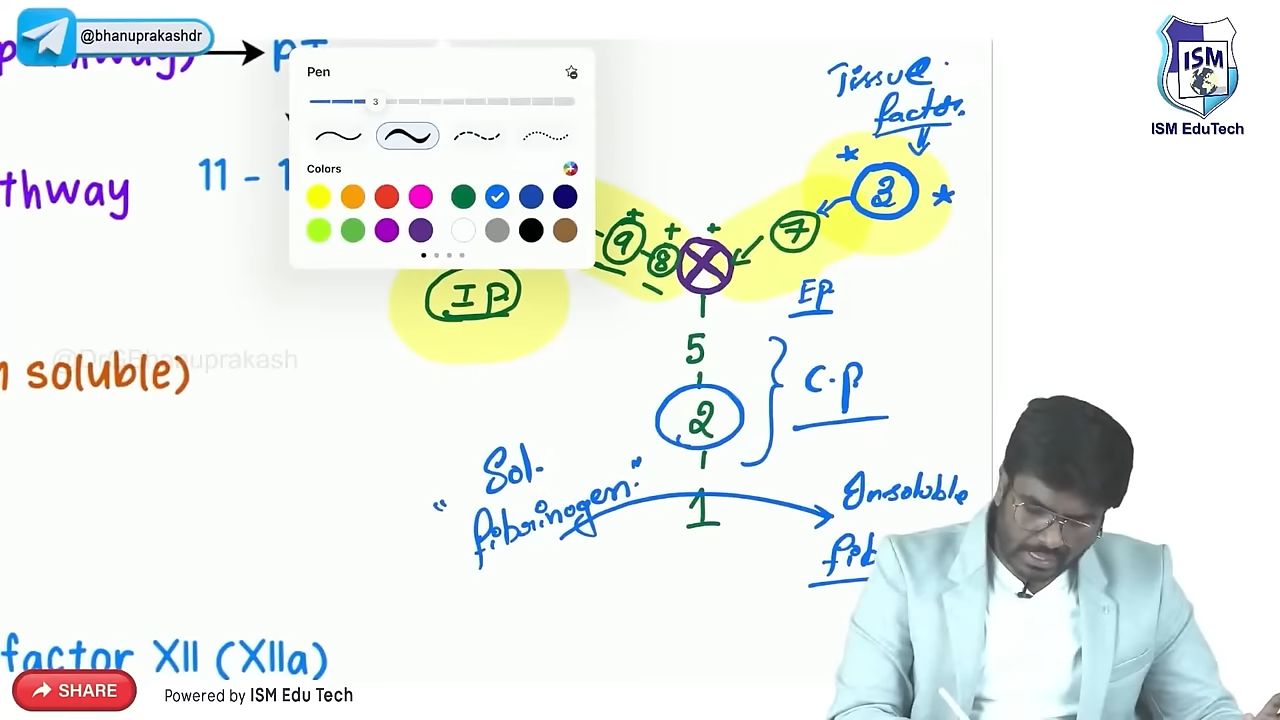 @bhanuprakashdr
Pen
3
Colors
Tissue
factor.
ISM
ISM EduTech
11 -
thway
3
7
+
+
+
9
8
X
IP
EP
5
C.P
2
@DrGBhanuprakash
n soluble)
"Sol.
fibrinogen."
1
Insoluble
factor XII (XIIa)
SHARE
Powered by ISM Edu Tech